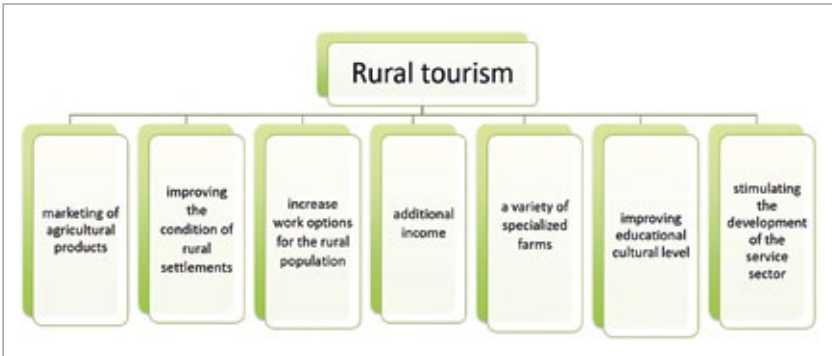 Rural tourism
marketing of
agricultural
products
improving
the
condition of
rural
settlements
increase
work options
for the rural
population
additional
income
a variety of
specialized
farms
improving
educational
cultural level
stimulating
the
development
of the
service
sector